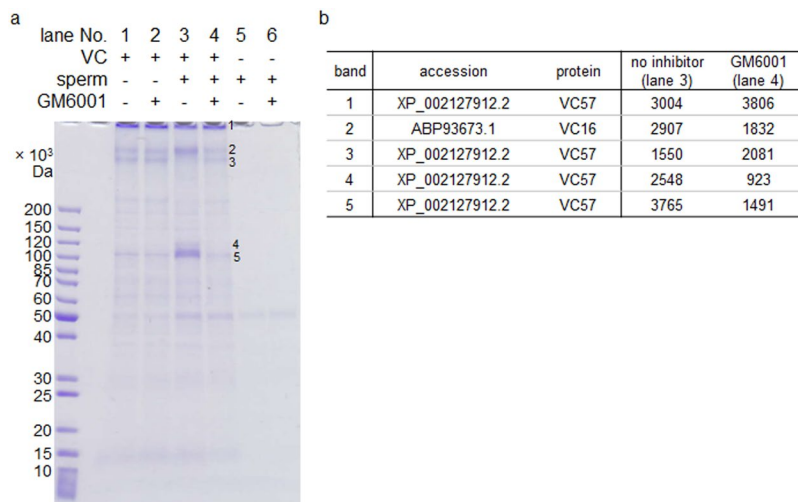 a
lane No. 1 2 3 4 5 6
VC + + + + - -
sperm - - + + + +
GM6001 - + - + - +
× 10³
Da
200
150
120
100
85
70
60
50
40
30
25
20
15
10
1
2
3
4
5
b
band accession protein no inhibitor (lane 3) GM6001 (lane 4)
1 XP_002127912.2 VC57 3004 3806
2 ABP93673.1 VC16 2907 1832
3 XP_002127912.2 VC57 1550 2081
4 XP_002127912.2 VC57 2548 923
5 XP_002127912.2 VC57 3765 1491